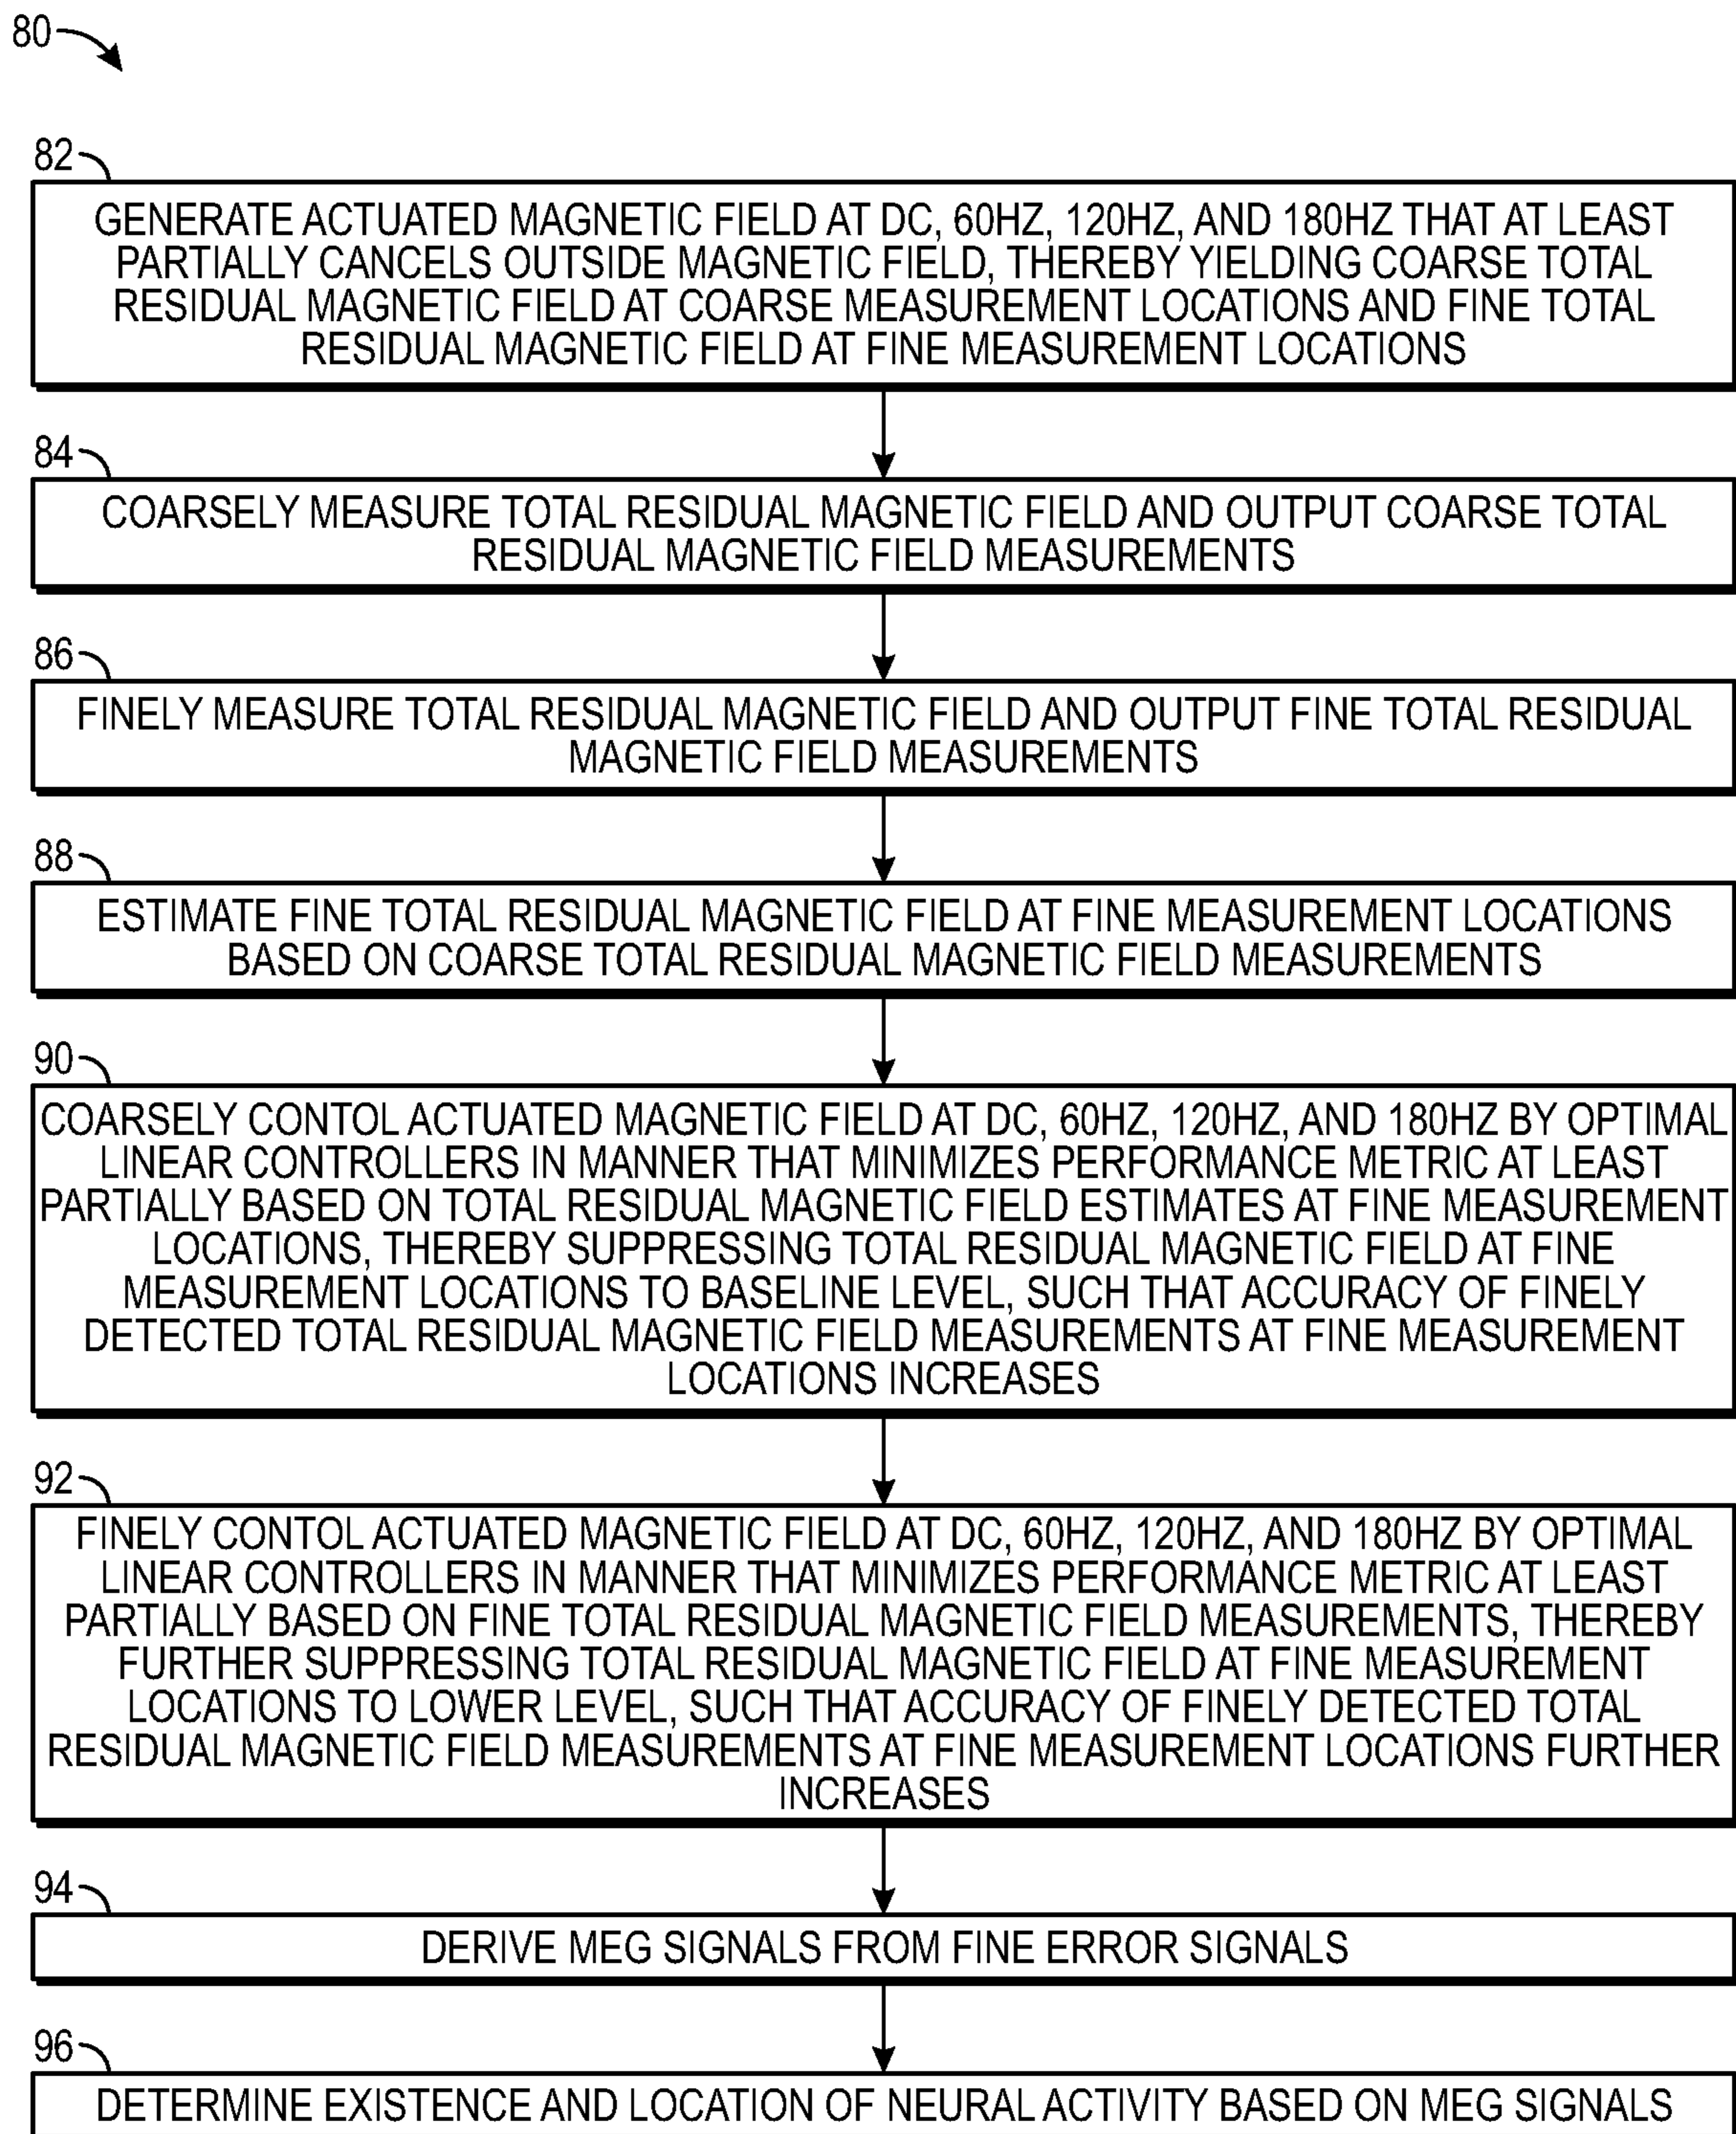 80
82
GENERATE ACTUATED MAGNETIC FIELD AT DC, 60HZ, 120HZ, AND 180HZ THAT AT LEAST
PARTIALLY CANCELS OUTSIDE MAGNETIC FIELD, THEREBY YIELDING COARSE TOTAL
RESIDUAL MAGNETIC FIELD AT COARSE MEASUREMENT LOCATIONS AND FINE TOTAL
RESIDUAL MAGNETIC FIELD AT FINE MEASUREMENT LOCATIONS
84
COARSELY MEASURE TOTAL RESIDUAL MAGNETIC FIELD AND OUTPUT COARSE TOTAL
RESIDUAL MAGNETIC FIELD MEASUREMENTS
86
FINELY MEASURE TOTAL RESIDUAL MAGNETIC FIELD AND OUTPUT FINE TOTAL RESIDUAL
MAGNETIC FIELD MEASUREMENTS
88
ESTIMATE FINE TOTAL RESIDUAL MAGNETIC FIELD AT FINE MEASUREMENT LOCATIONS
BASED ON COARSE TOTAL RESIDUAL MAGNETIC FIELD MEASUREMENTS
90
COARSELY CONTOL ACTUATED MAGNETIC FIELD AT DC, 60HZ, 120HZ, AND 180HZ BY OPTIMAL
LINEAR CONTROLLERS IN MANNER THAT MINIMIZES PERFORMANCE METRIC AT LEAST
PARTIALLY BASED ON TOTAL RESIDUAL MAGNETIC FIELD ESTIMATES AT FINE MEASUREMENT
LOCATIONS, THEREBY SUPPRESSING TOTAL RESIDUAL MAGNETIC FIELD AT FINE
MEASUREMENT LOCATIONS TO BASELINE LEVEL, SUCH THAT ACCURACY OF FINELY
DETECTED TOTAL RESIDUAL MAGNETIC FIELD MEASUREMENTS AT FINE MEASUREMENT
LOCATIONS INCREASES
92
FINELY CONTOL ACTUATED MAGNETIC FIELD AT DC, 60HZ, 120HZ, AND 180HZ BY OPTIMAL
LINEAR CONTROLLERS IN MANNER THAT MINIMIZES PERFORMANCE METRIC AT LEAST
PARTIALLY BASED ON FINE TOTAL RESIDUAL MAGNETIC FIELD MEASUREMENTS, THEREBY
FURTHER SUPPRESSING TOTAL RESIDUAL MAGNETIC FIELD AT FINE MEASUREMENT
LOCATIONS TO LOWER LEVEL, SUCH THAT ACCURACY OF FINELY DETECTED TOTAL
RESIDUAL MAGNETIC FIELD MEASUREMENTS AT FINE MEASUREMENT LOCATIONS FURTHER
INCREASES
94
DERIVE MEG SIGNALS FROM FINE ERROR SIGNALS
96
DETERMINE EXISTENCE AND LOCATION OF NEURAL ACTIVITY BASED ON MEG SIGNALS